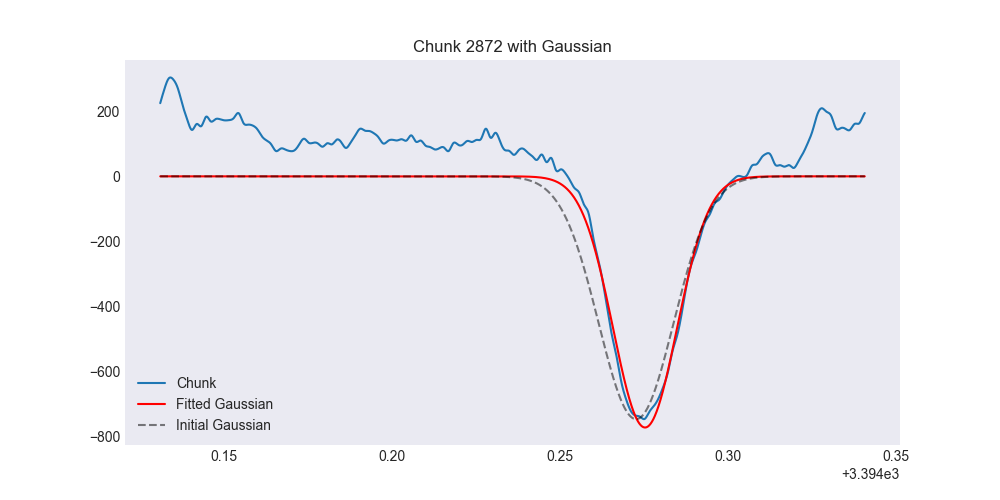 Chunk 2872 with Gaussian
200
0
−200
−400
−600
−800
Chunk
Fitted Gaussian
Initial Gaussian
0.15 0.20 0.25 0.30 0.35
+3.394e3